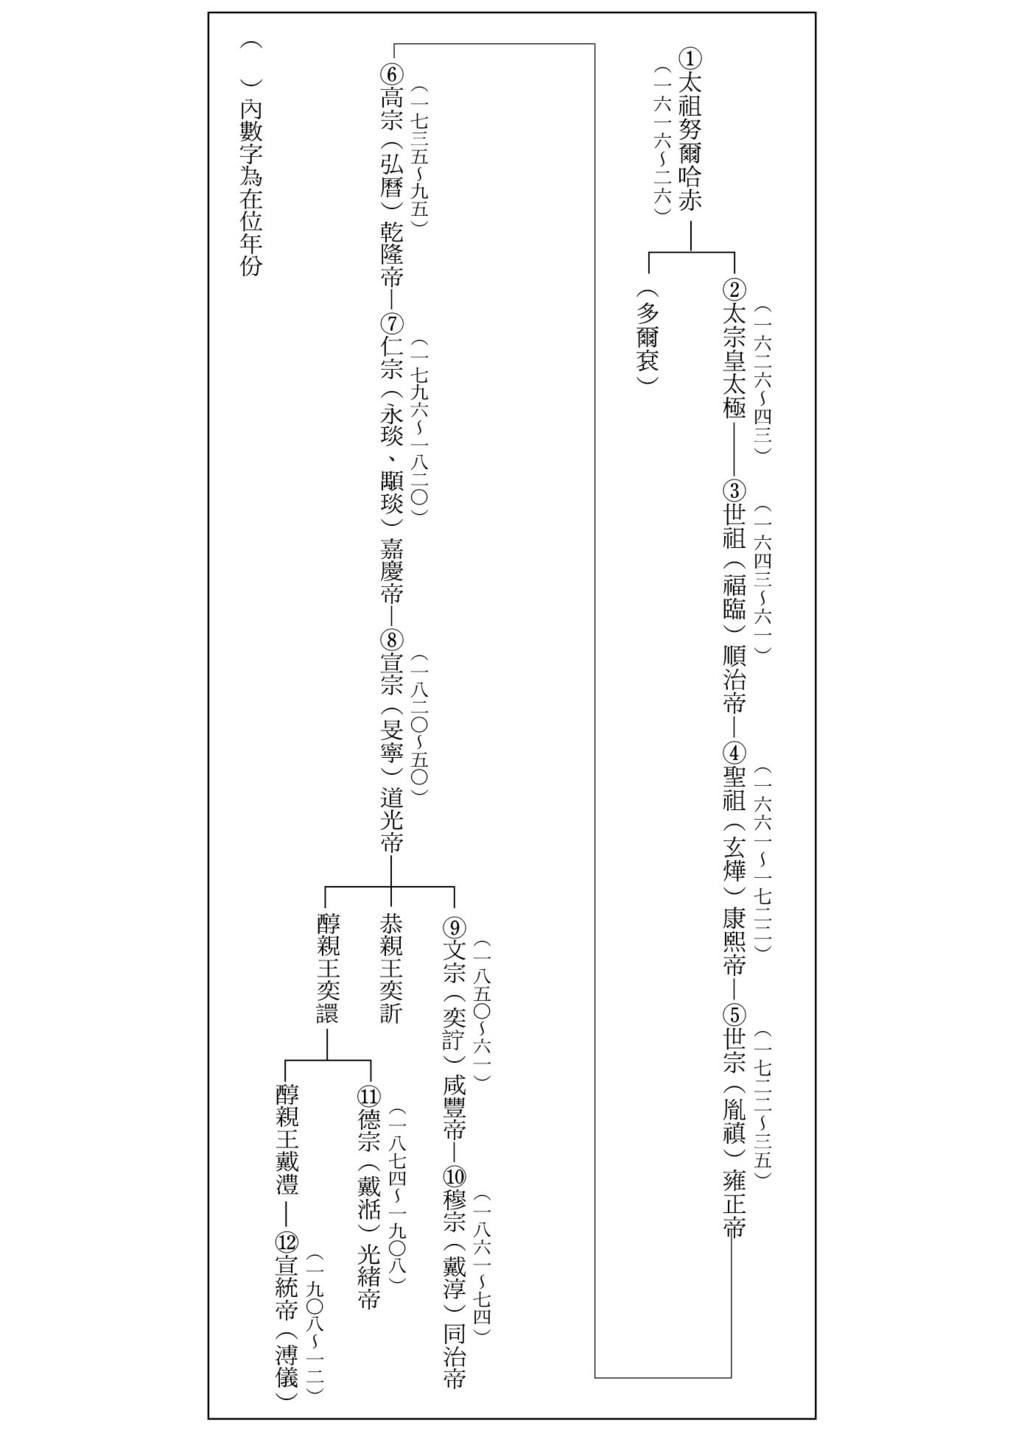 ①太祖努爾哈赤
（一六一六～二六）
（一六二六～四三）
②太宗皇太極
（多爾袞）
（一六四三～六一）
③世祖（福臨）順治帝
（一六六一～一七二二）
④聖祖（玄燁）康熙帝
（一七二二～三五）
⑤世宗（胤禛）雍正帝
（一七三五～九五）
⑥高宗（弘曆）乾隆帝
（一七九六～一八二〇）
⑦仁宗（永琰、顒琰）嘉慶帝
（一八二〇～五〇）
⑧宣宗（旻寧）道光帝
（一八五〇～六一）
⑨文宗（奕詝）咸豐帝
恭親王奕訢
醇親王奕譞
（一八六一～七四）
⑩穆宗（戴淳）同治帝
（一八七四～一九〇八）
⑪德宗（戴湉）光緒帝
醇親王戴灃
（一九〇八～一二）
⑫宣統帝（溥儀）
（　）內數字為在位年份